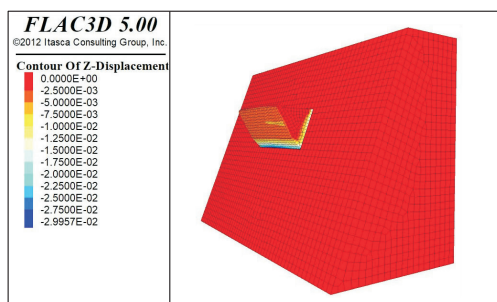 FLAC3D 5.00
©2012 Itasca Consulting Group, Inc.
Contour Of Z-Displacement
0.0000E+00
-2.5000E-03
-5.0000E-03
-7.5000E-03
-1.0000E-02
-1.2500E-02
-1.5000E-02
-1.7500E-02
-2.0000E-02
-2.2500E-02
-2.5000E-02
-2.7500E-02
-2.9957E-02